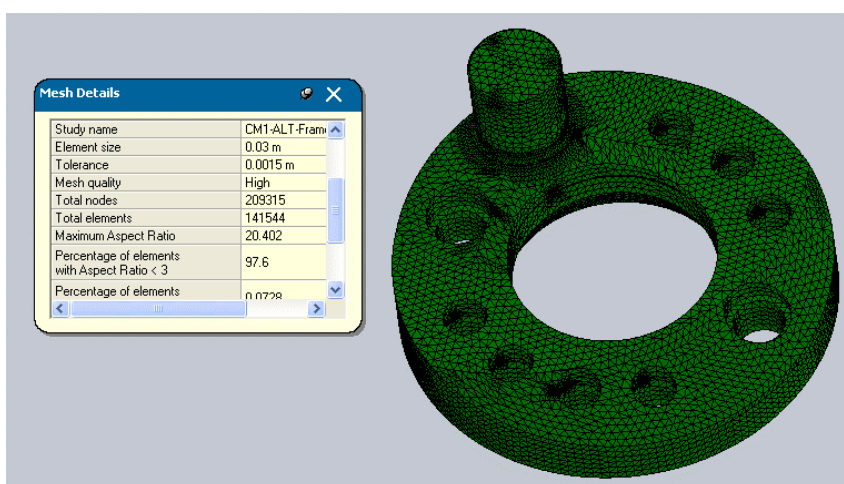 Mesh Details
Study name CM1-ALT-Fram
Element size 0.03 m
Tolerance 0.0015 m
Mesh quality High
Total nodes 209315
Total elements 141544
Maximum Aspect Ratio 20.402
Percentage of elements
with Aspect Ratio < 3 97.6
Percentage of elements 0.0728